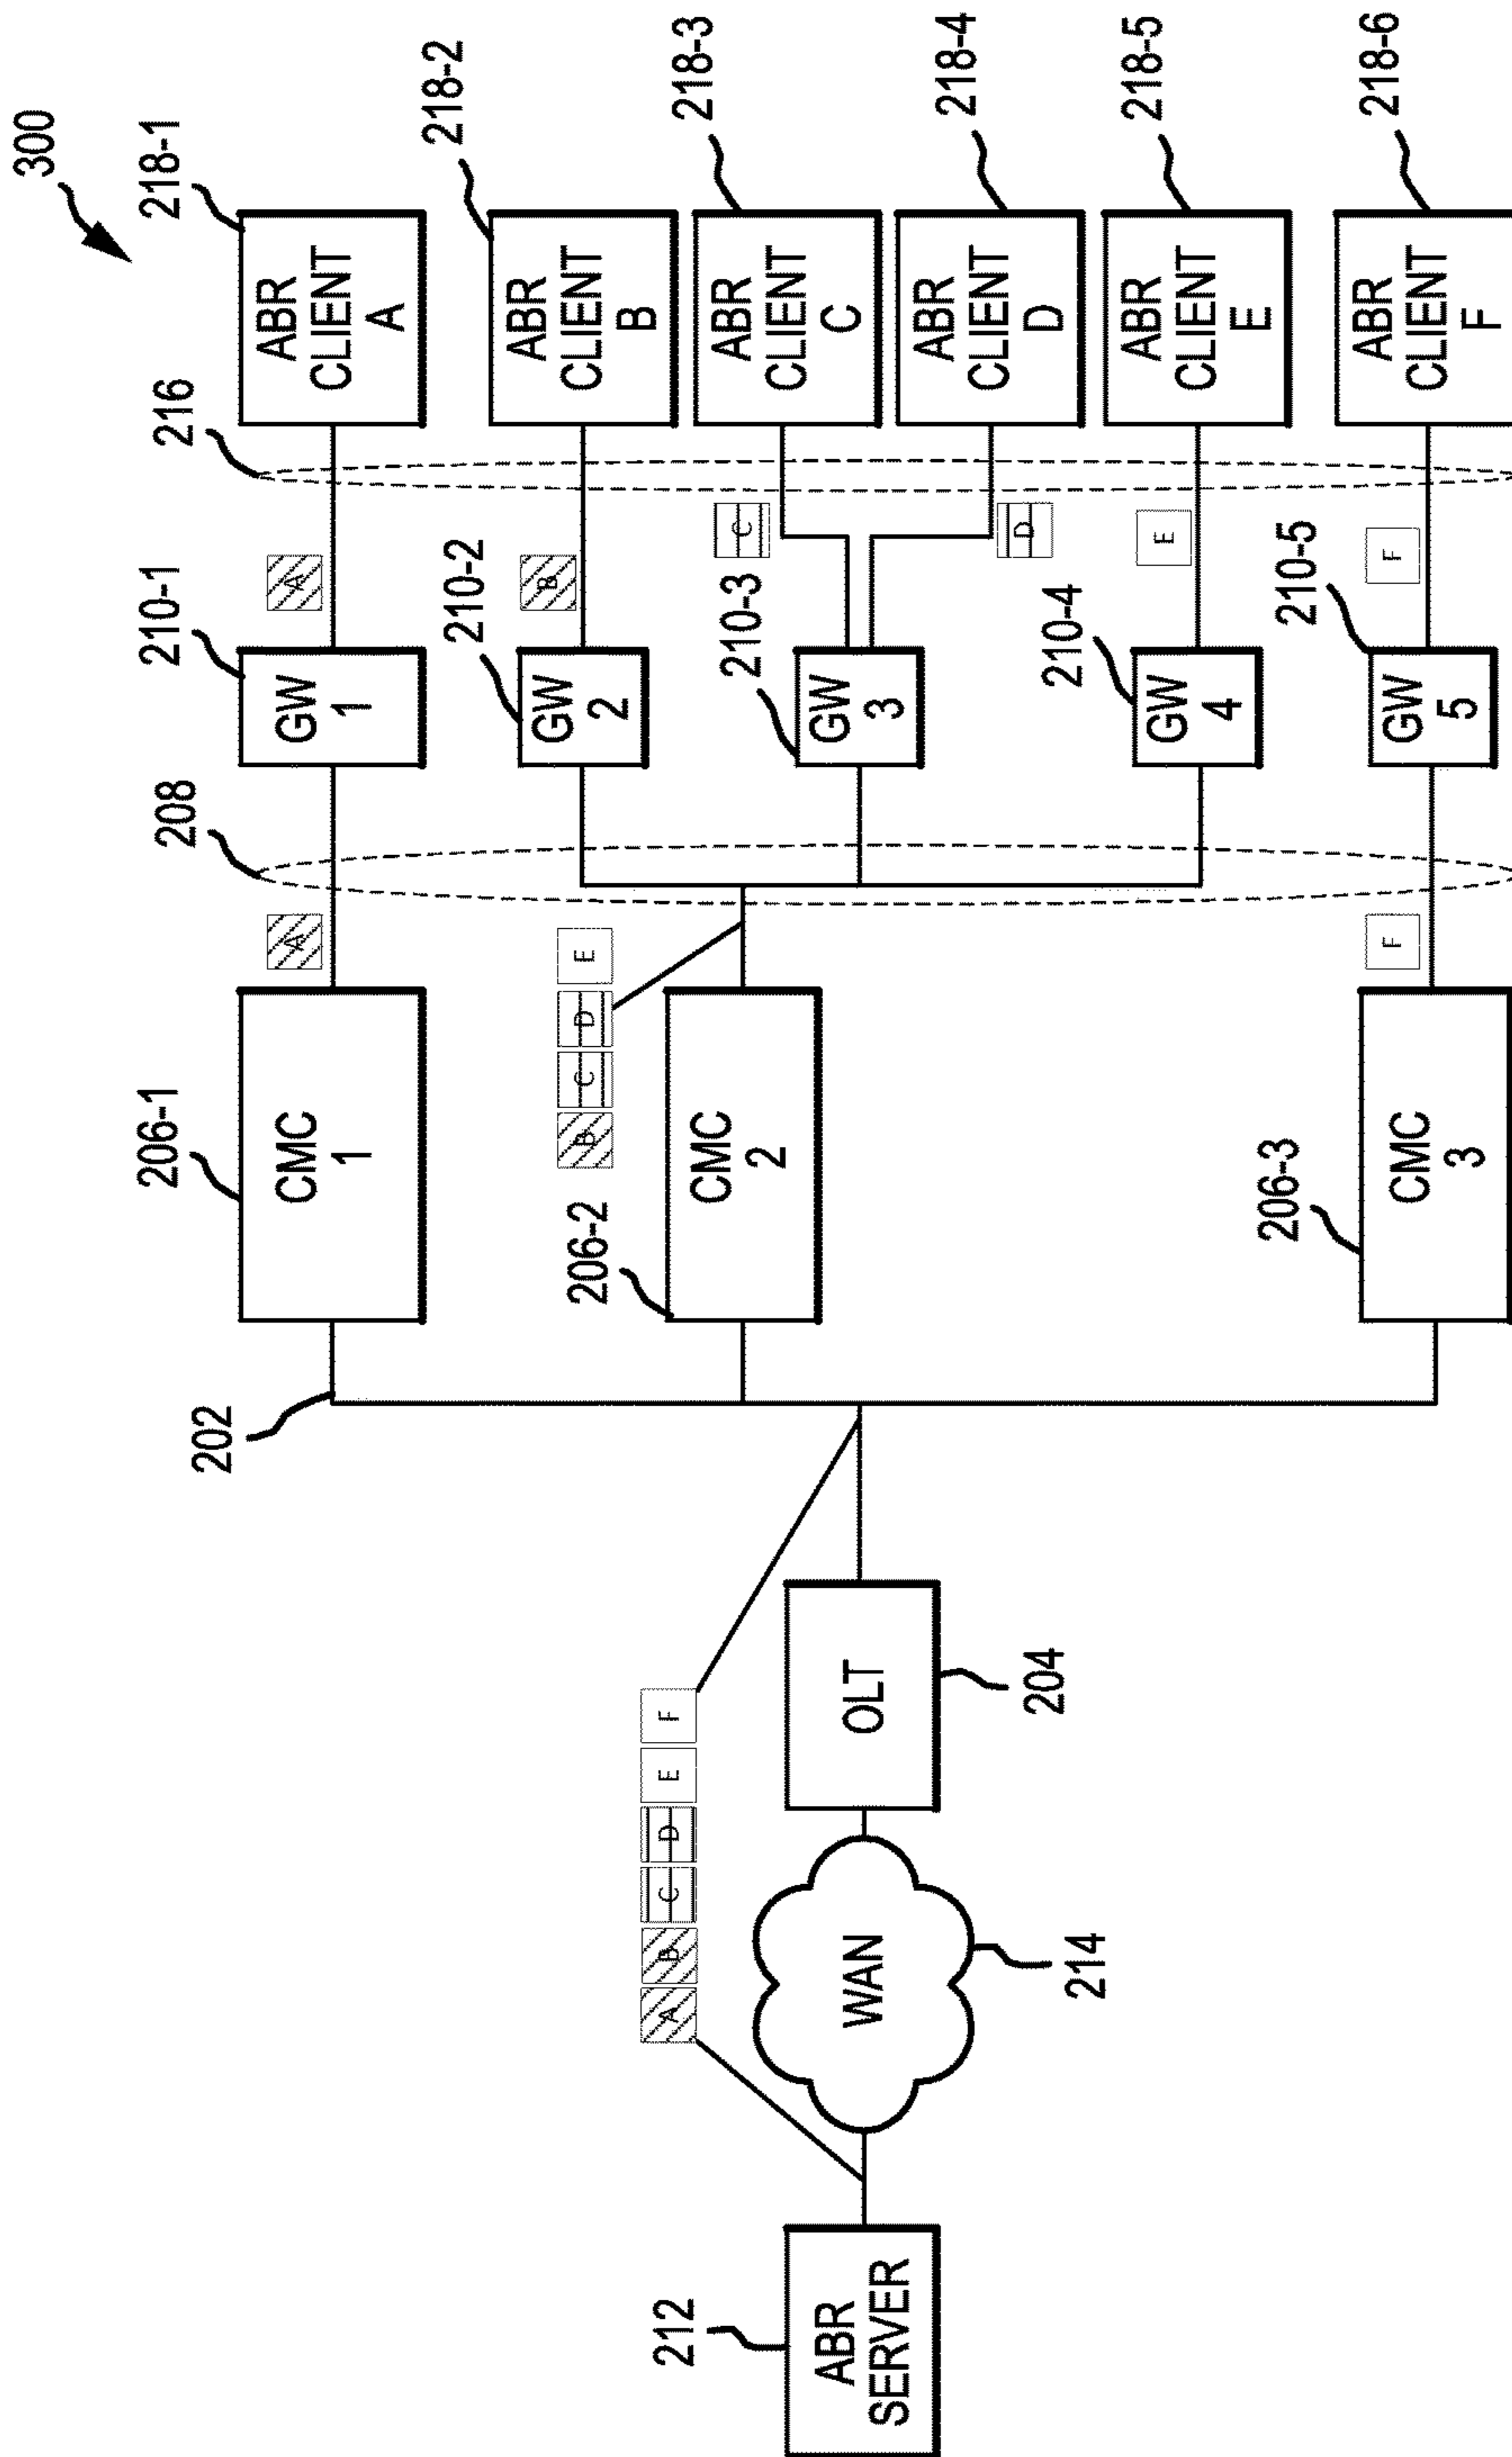 300
218-1
218-2
218-3
218-4
218-5
218-6
ABR
CLIENT
A
ABR
CLIENT
B
ABR
CLIENT
C
ABR
CLIENT
D
ABR
CLIENT
E
ABR
CLIENT
F
216
A
B
C
D
E
F
210-1
210-2
210-3
210-4
210-5
GW
1
GW
2
GW
3
GW
4
GW
5
208
A
B C D E
F
206-1
206-2
206-3
CMC
1
CMC
2
CMC
3
202
A B C D E F
OLT
204
WAN
214
212
ABR
SERVER